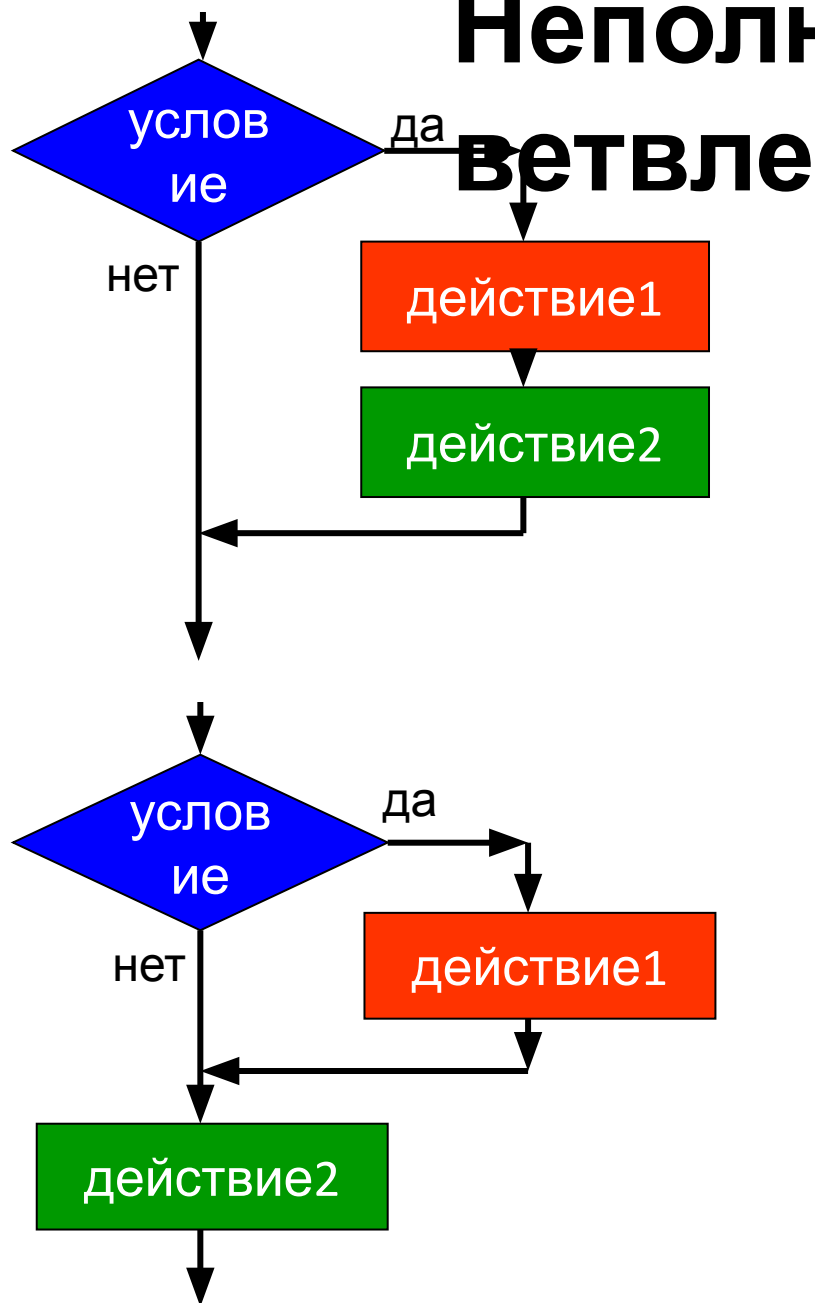 Неполн
ветвле
услов
ие
да
нет
действие1
действие2
услов
ие
да
нет
действие1
действие2